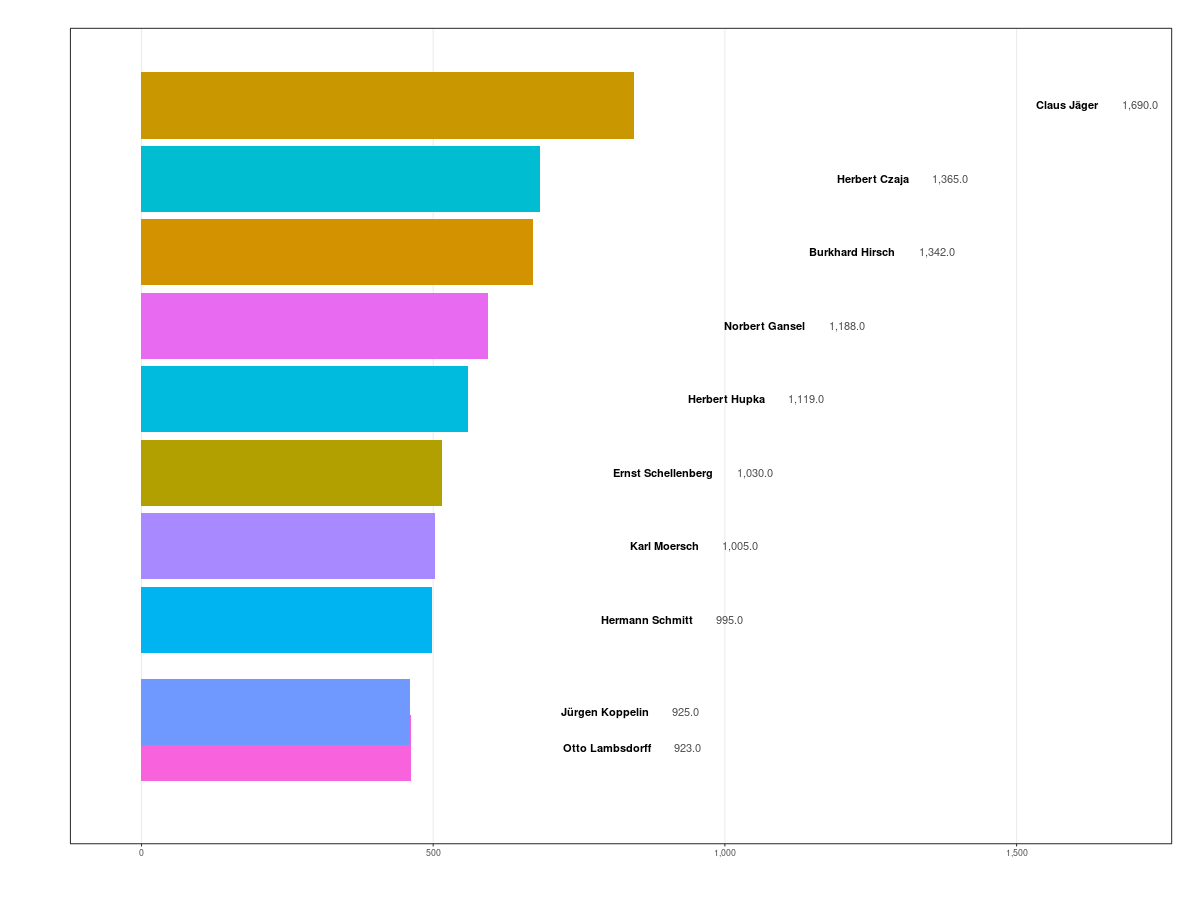 Claus Jäger 1,690.0
Herbert Czaja 1,365.0
Burkhard Hirsch 1,342.0
Norbert Gansel 1,188.0
Herbert Hupka 1,119.0
Ernst Schellenberg 1,030.0
Karl Moersch 1,005.0
Hermann Schmitt 995.0
Jürgen Koppelin 925.0
Otto Lambsdorff 923.0
0 500 1,000 1,500